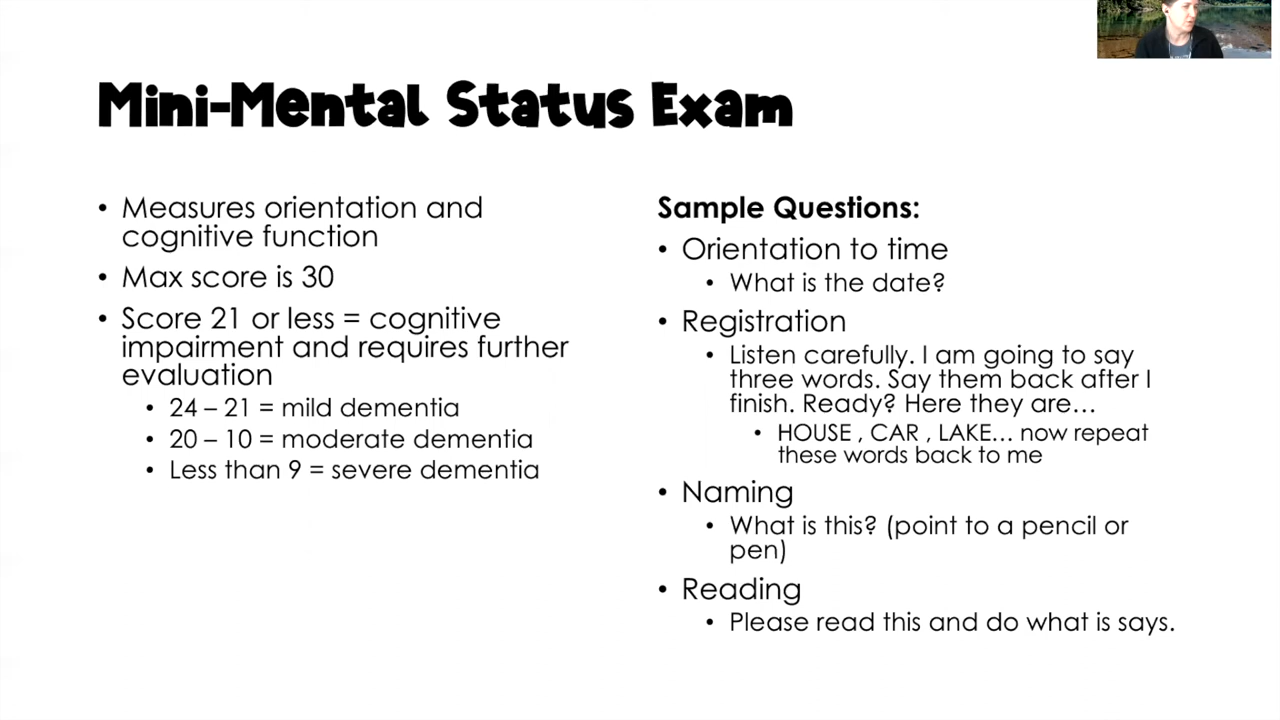 Mini-Mental Status Exam
• Measures orientation and
cognitive function
• Max score is 30
• Score 21 or less = cognitive
impairment and requires further
evaluation
• 24 – 21 = mild dementia
• 20 – 10 = moderate dementia
• Less than 9 = severe dementia
Sample Questions:
• Orientation to time
• What is the date?
• Registration
• Listen carefully. I am going to say
three words. Say them back after I
finish. Ready? Here they are…
• HOUSE , CAR , LAKE… now repeat
these words back to me
• Naming
• What is this? (point to a pencil or
pen)
• Reading
• Please read this and do what is says.